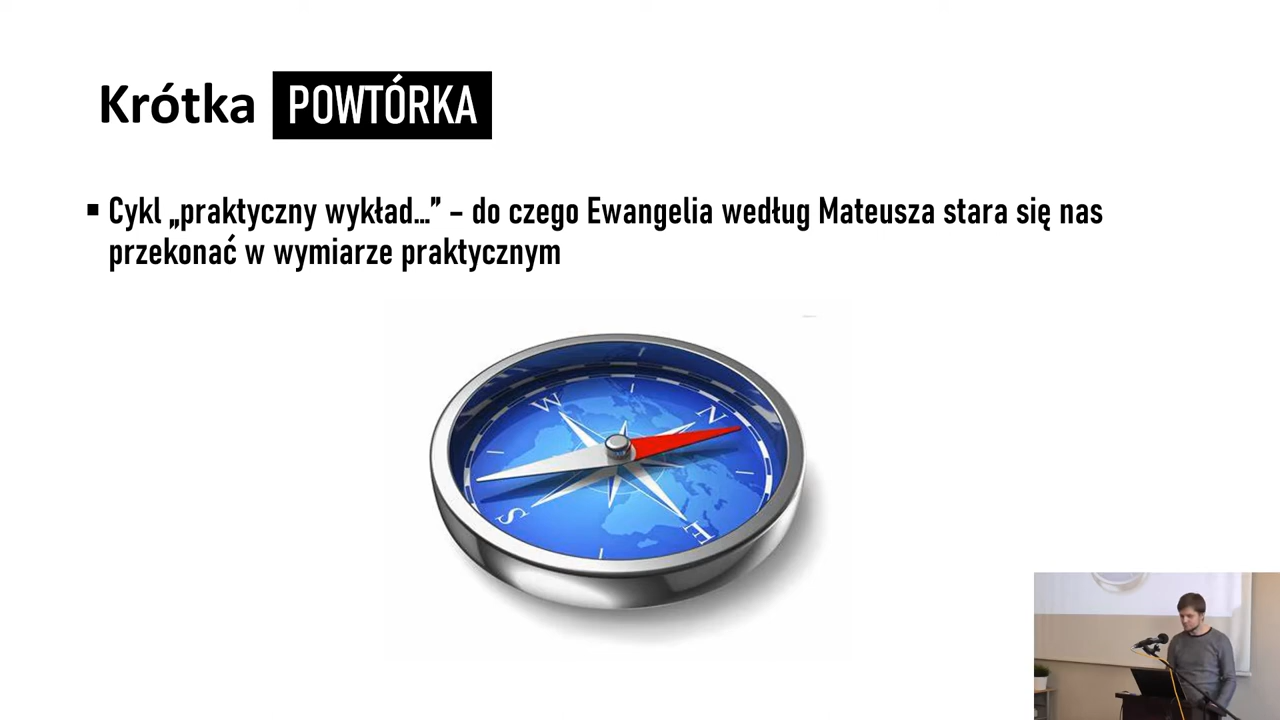 Krótka POWTÓRKA
▪ Cykl „praktyczny wykład...” – do czego Ewangelia według Mateusza stara się nas
przekonać w wymiarze praktycznym
W
N
S
E